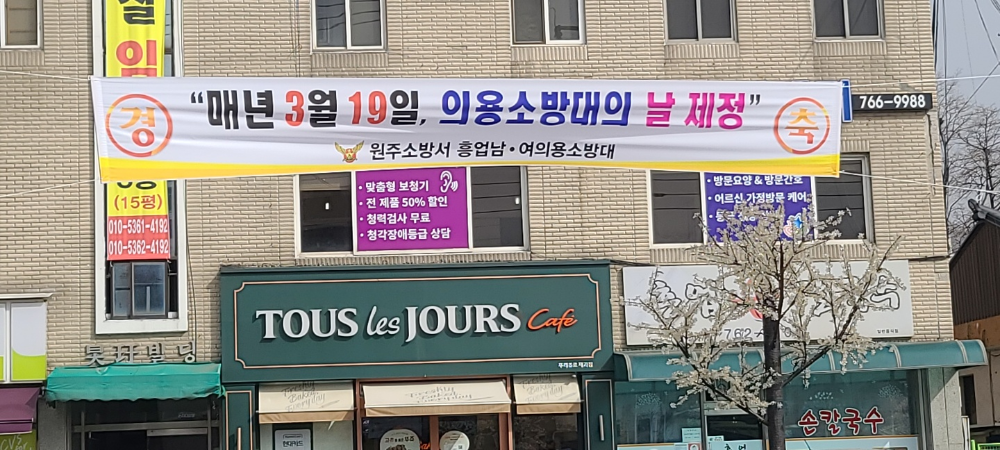 경
"매년 3월 19일, 의용소방대의 날 제정"
축
원주소방서 흥업남·여의용소방대
766-9988
(15평)
010-5361-4192
010-5362-4192
• 맞춤형 보청기
• 전 제품 50% 할인
• 청력검사 무료
• 청각장애등급 상담
• 방문요양 & 방문간호
• 어르신 가정방문 케어
TOUS les JOURS Café
손칼국수